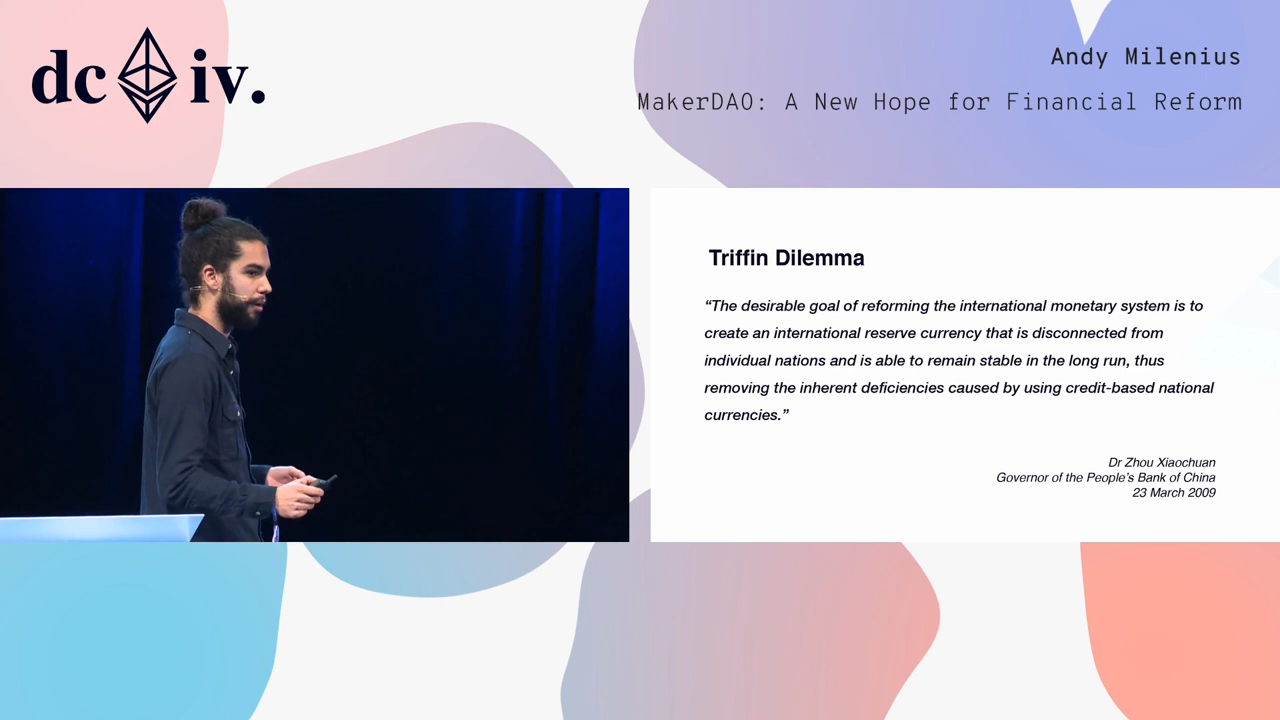 dc iv.
Andy Milenius
MakerDAO: A New Hope for Financial Reform
Triffin Dilemma
“The desirable goal of reforming the international monetary system is to
create an international reserve currency that is disconnected from
individual nations and is able to remain stable in the long run, thus
removing the inherent deficiencies caused by using credit-based national
currencies.”
Dr Zhou Xiaochuan
Governor of the People’s Bank of China
23 March 2009